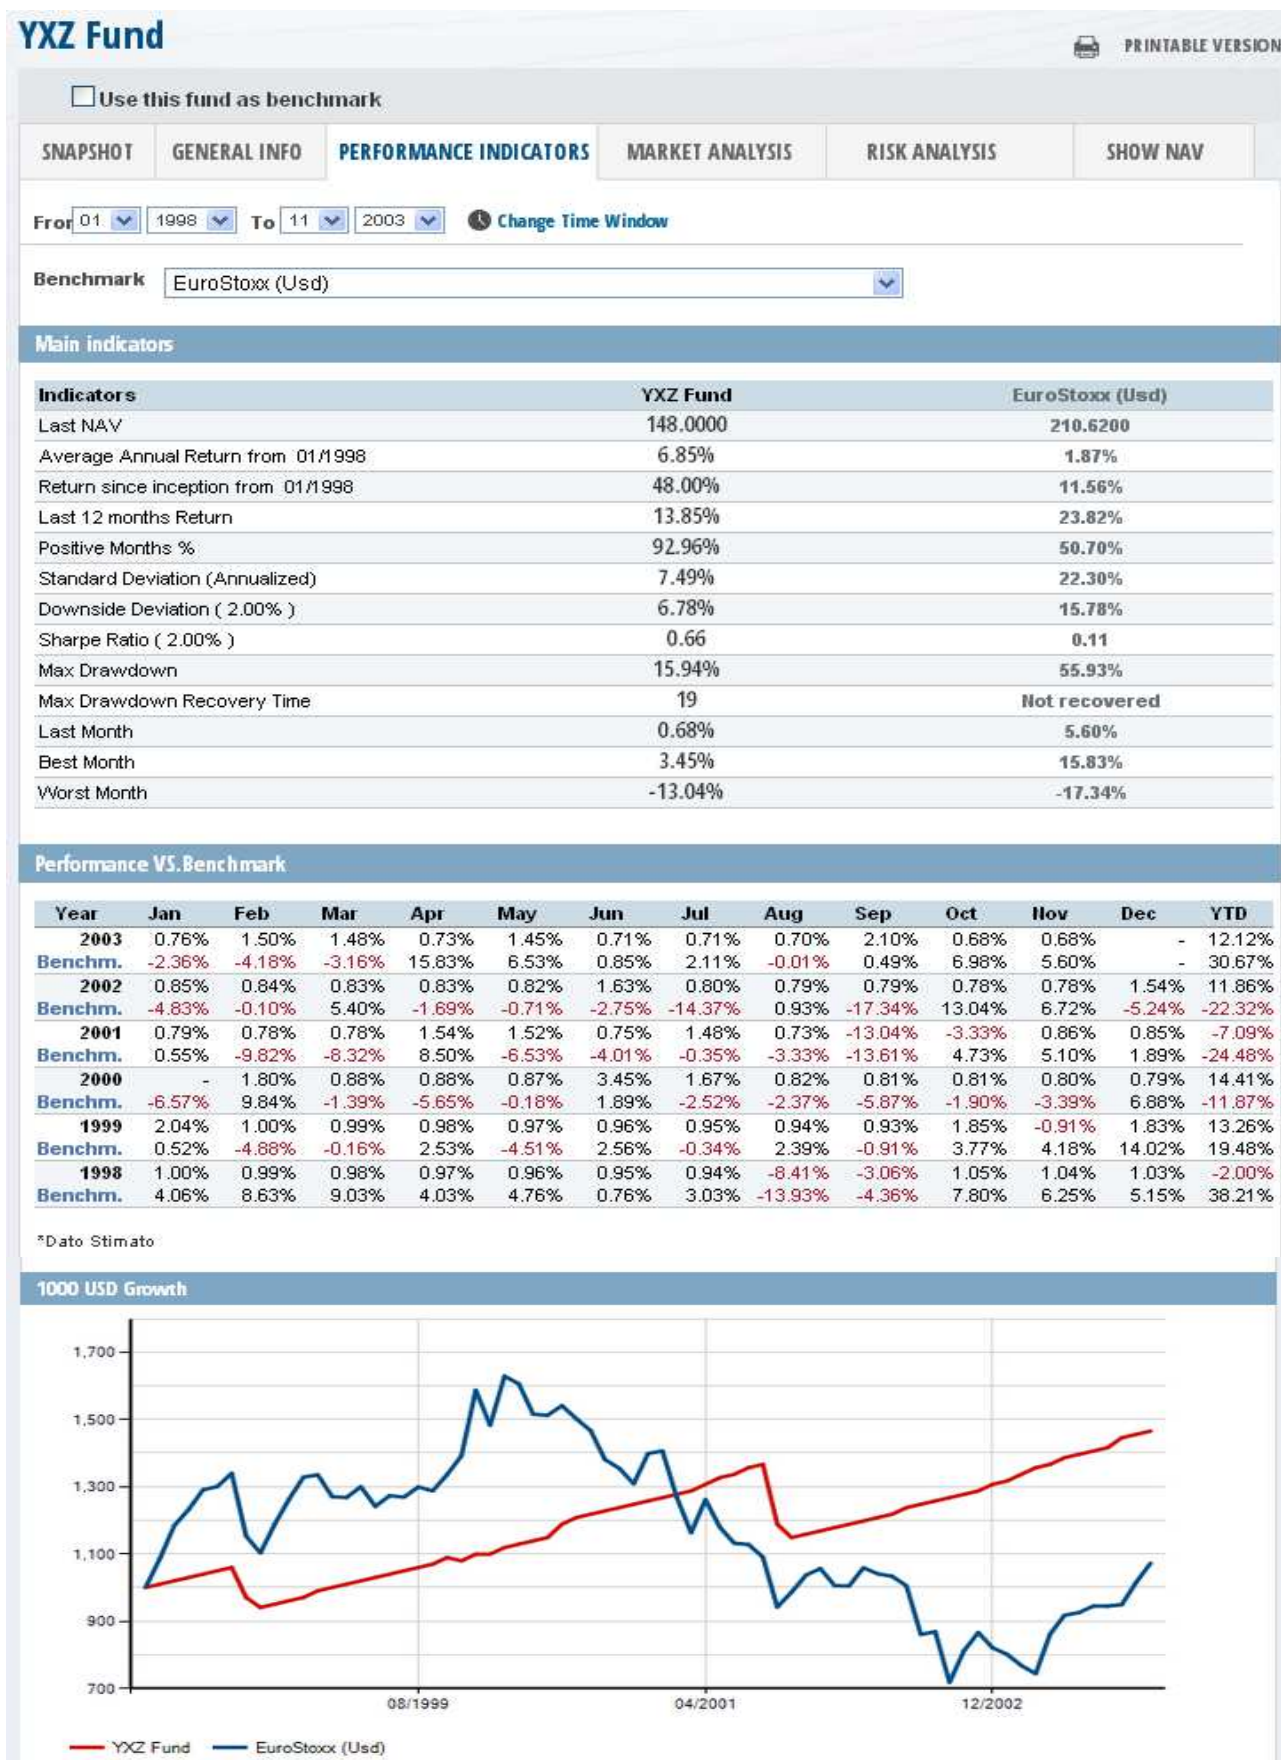 YXZ Fund
PRINTABLE VERSION
Use this fund as benchmark
SNAPSHOT GENERAL INFO PERFORMANCE INDICATORS MARKET ANALYSIS RISK ANALYSIS SHOW NAV
Fror 01 1998 To 11 2003 Change Time Window
Benchmark EuroStoxx (Usd)
Main indicators
Indicators YXZ Fund EuroStoxx (Usd)
Last NAV 148.0000 210.6200
Average Annual Return from 01/1998 6.85% 1.87%
Return since inception from 01/1998 48.00% 11.56%
Last 12 months Return 13.85% 23.82%
Positive Months % 92.96% 50.70%
Standard Deviation (Annualized) 7.49% 22.30%
Downside Deviation ( 2.00% ) 6.78% 15.78%
Sharpe Ratio ( 2.00% ) 0.66 0.11
Max Drawdown 15.94% 55.93%
Max Drawdown Recovery Time 19 Not recovered
Last Month 0.68% 5.60%
Best Month 3.45% 15.83%
Worst Month -13.04% -17.34%
Performance VS.Benchmark
Year Jan Feb Mar Apr May Jun Jul Aug Sep Oct Nov Dec YTD
2003 0.76% 1.50% 1.48% 0.73% 1.45% 0.71% 0.71% 0.70% 2.10% 0.68% 0.68% - 12.12%
Benchm. -2.36% -4.18% -3.16% 15.83% 6.53% 0.85% 2.11% -0.01% 0.49% 6.98% 5.60% - 30.67%
2002 0.85% 0.84% 0.83% 0.83% 0.82% 1.63% 0.80% 0.79% 0.79% 0.78% 0.78% 1.54% 11.86%
Benchm. -4.83% -0.10% 5.40% -1.69% -0.71% -2.75% -14.37% 0.93% -17.34% 13.04% 6.72% -5.24% -22.32%
2001 0.79% 0.78% 0.78% 1.54% 1.52% 0.75% 1.48% 0.73% -13.04% -3.33% 0.86% 0.85% -7.09%
Benchm. 0.55% -9.82% -8.32% 8.50% -6.53% -4.01% -0.35% -3.33% -13.61% 4.73% 5.10% 1.89% -24.48%
2000 - 1.80% 0.88% 0.88% 0.87% 3.45% 1.67% 0.82% 0.81% 0.81% 0.80% 0.79% 14.41%
Benchm. -6.57% 9.84% -1.39% -5.65% -0.18% 1.89% -2.52% -2.37% -5.87% -1.90% -3.39% 6.88% -11.87%
1999 2.04% 1.00% 0.99% 0.98% 0.97% 0.96% 0.95% 0.94% 0.93% 1.85% -0.91% 1.83% 13.26%
Benchm. 0.52% -4.88% -0.16% 2.53% -4.51% 2.56% -0.34% 2.39% -0.91% 3.77% 4.18% 14.02% 19.48%
1998 1.00% 0.99% 0.98% 0.97% 0.96% 0.95% 0.94% -8.41% -3.06% 1.05% 1.04% 1.03% -2.00%
Benchm. 4.06% 8.63% 9.03% 4.03% 4.76% 0.76% 3.03% -13.93% -4.36% 7.80% 6.25% 5.15% 38.21%
*Dato Stimato
1000 USD Growth
1,700
1,500
1,300
1,100
900
700
08/1999 04/2001 12/2002
YXZ Fund EuroStoxx (Usd)